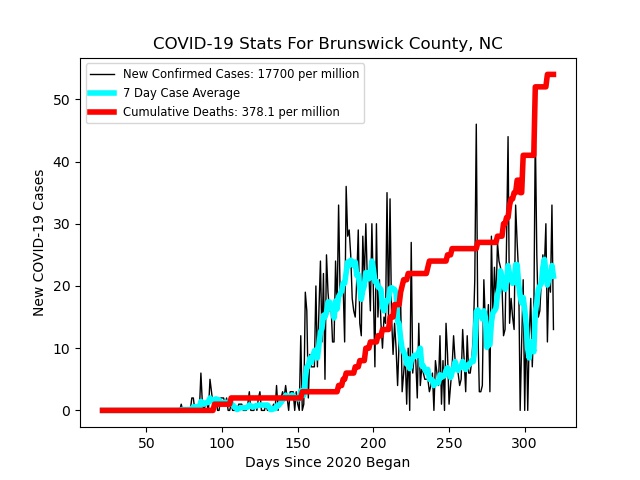 COVID-19 Stats For Brunswick County, NC
New Confirmed Cases: 17700 per million
7 Day Case Average
Cumulative Deaths: 378.1 per million
New COVID-19 Cases
50
40
30
20
10
0
50 100 150 200 250 300
Days Since 2020 Began